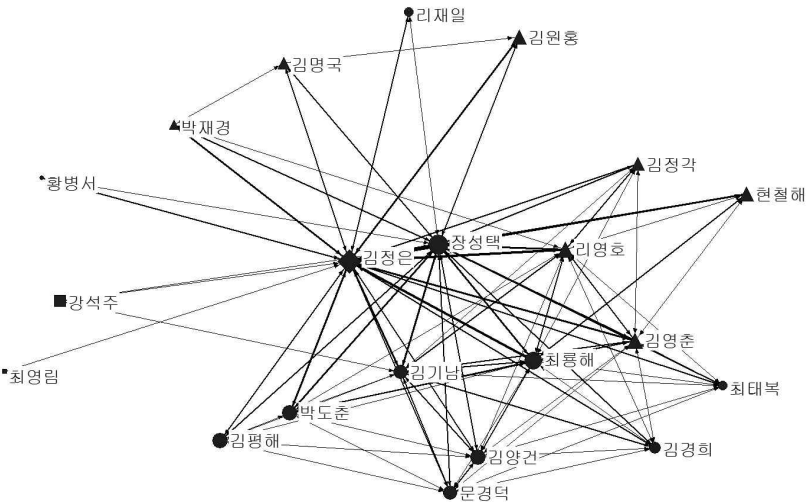 리재일
김원홍
김명국
박재경
김정각
황병서
현철해
장성택
김정은
리영호
강석주
김영춘
최룡해
최영림
김기남
최태복
박도춘
김평해
김경희
김양건
문경덕